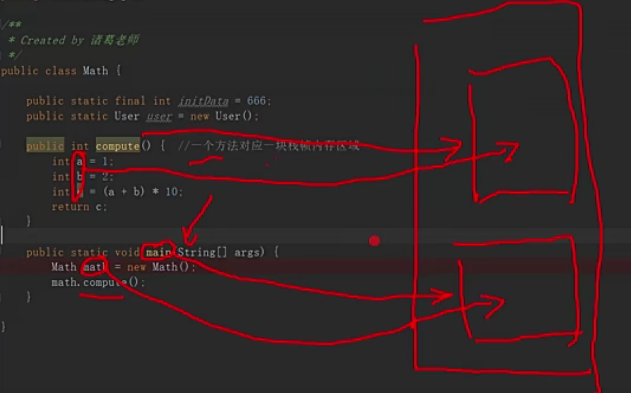 /**
* Created by 诸葛老师
*/
public class Math {
public static final int initData = 666;
public static User user = new User();
public int compute() { //一个方法对应一块栈帧内存区域
int a = 1;
int b = 2;
int c = (a + b) * 10;
return c;
}
public static void main(String[] args) {
Math math = new Math();
math.compute();
}
}